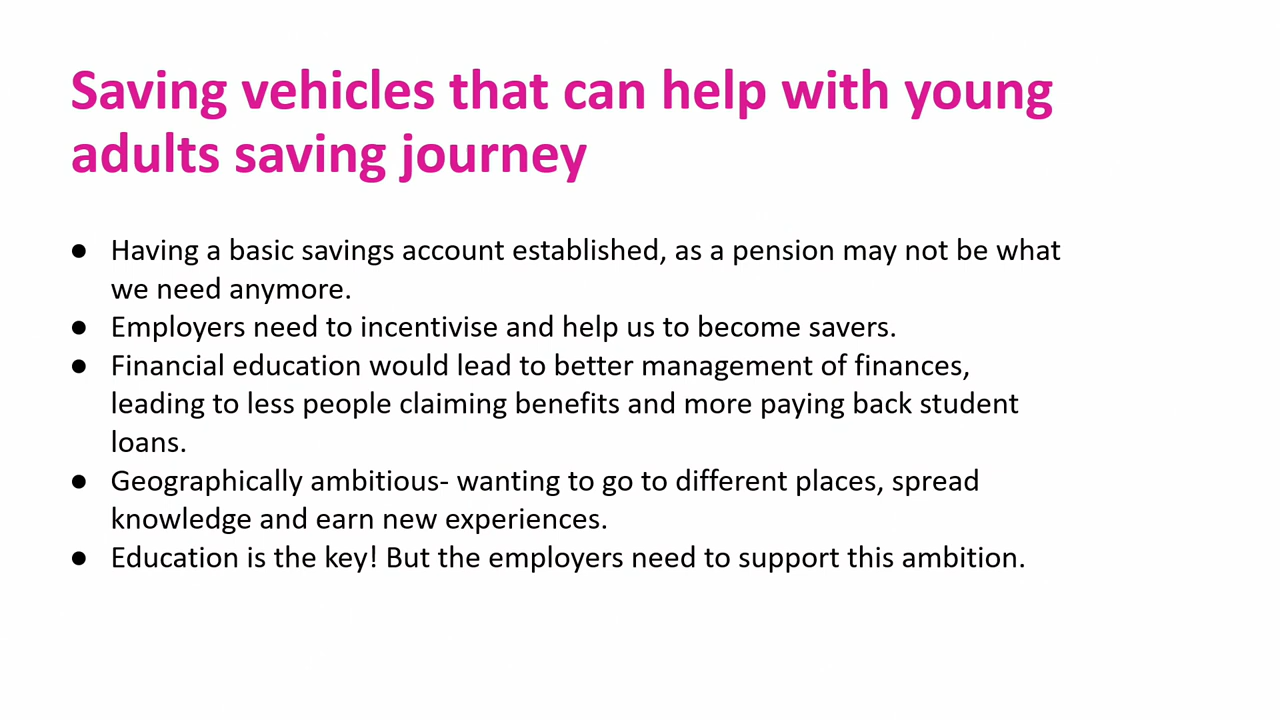 Saving vehicles that can help with young
adults saving journey
● Having a basic savings account established, as a pension may not be what
we need anymore.
● Employers need to incentivise and help us to become savers.
● Financial education would lead to better management of finances,
leading to less people claiming benefits and more paying back student
loans.
● Geographically ambitious- wanting to go to different places, spread
knowledge and earn new experiences.
● Education is the key! But the employers need to support this ambition.